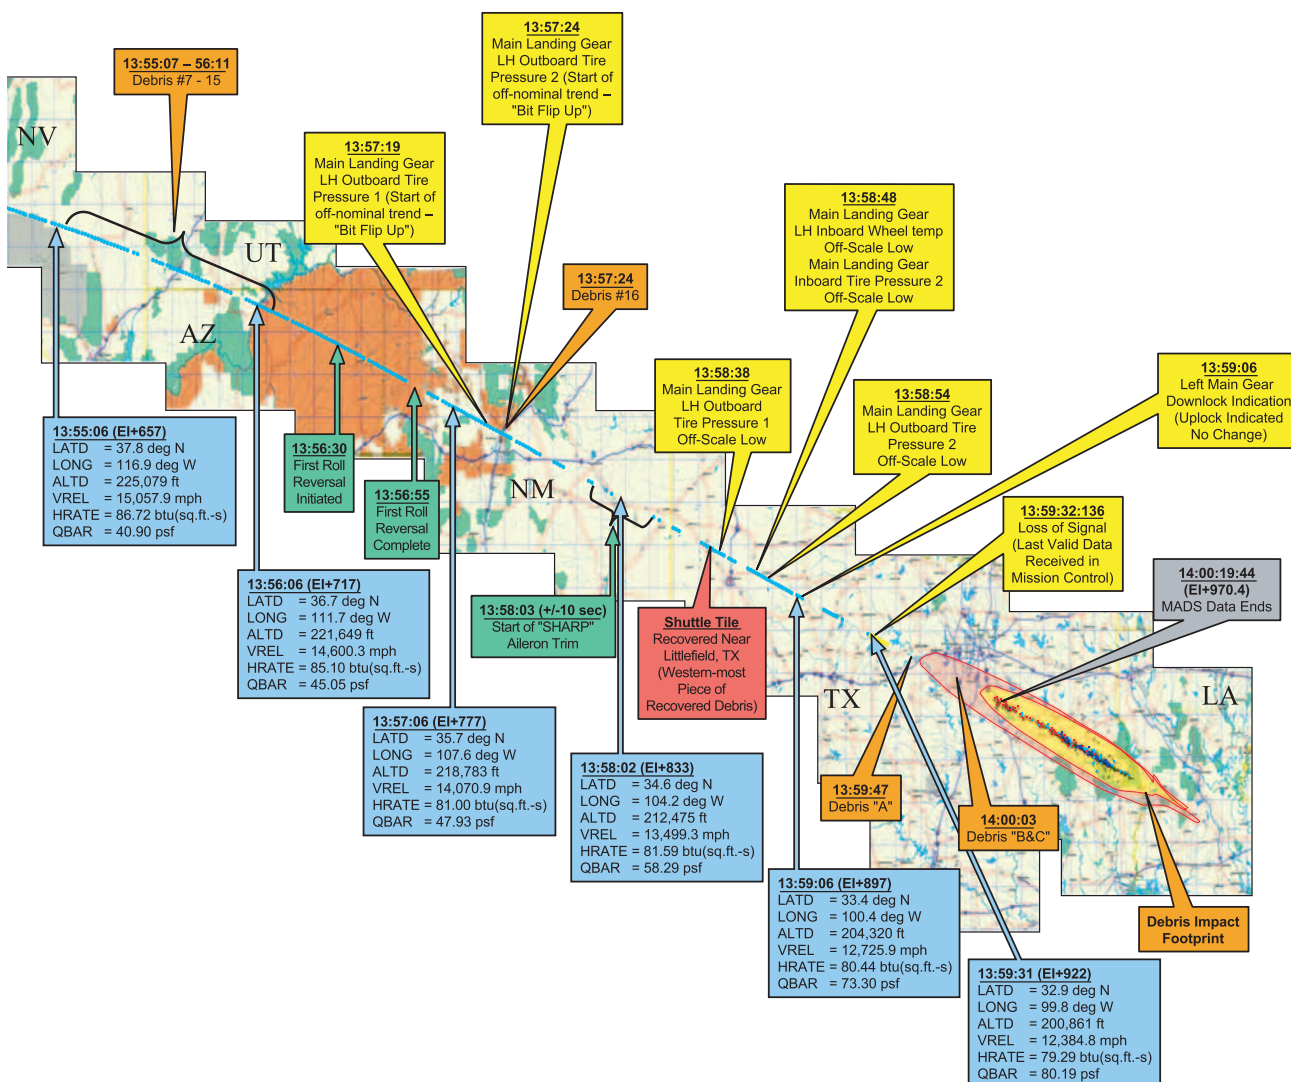 13:57:24
Main Landing Gear
LH Outboard Tire
Pressure 2 (Start of
off-nominal trend –
"Bit Flip Up")
13:55:07 – 56:11
Debris #7 - 15
NV
13:57:19
Main Landing Gear
LH Outboard Tire
Pressure 1 (Start of
off-nominal trend –
"Bit Flip Up")
13:58:48
Main Landing Gear
LH Inboard Wheel temp
Off-Scale Low
Main Landing Gear
Inboard Tire Pressure 2
Off-Scale Low
UT
13:57:24
Debris #16
AZ
13:58:38
Main Landing Gear
LH Outboard
Tire Pressure 1
Off-Scale Low
13:58:54
Main Landing Gear
LH Outboard Tire
Pressure 2
Off-Scale Low
13:59:06
Left Main Gear
Downlock Indication
(Uplock Indicated
No Change)
13:55:06 (EI+657)
LATD = 37.8 deg N
LONG = 116.9 deg W
ALTD = 225,079 ft
VREL = 15,057.9 mph
HRATE = 86.72 btu(sq.ft.-s)
QBAR = 40.90 psf
13:56:30
First Roll
Reversal
Initiated
13:56:55
First Roll
Reversal
Complete
NM
13:59:32:136
Loss of Signal
(Last Valid Data
Received in
Mission Control)
14:00:19:44
(EI+970.4)
MADS Data Ends
13:56:06 (EI+717)
LATD = 36.7 deg N
LONG = 111.7 deg W
ALTD = 221,649 ft
VREL = 14,600.3 mph
HRATE = 85.10 btu(sq.ft.-s)
QBAR = 45.05 psf
13:58:03 (+/-10 sec)
Start of "SHARP"
Aileron Trim
Shuttle Tile
Recovered Near
Littlefield, TX
(Western-most
Piece of
Recovered Debris)
TX
LA
13:57:06 (EI+777)
LATD = 35.7 deg N
LONG = 107.6 deg W
ALTD = 218,783 ft
VREL = 14,070.9 mph
HRATE = 81.00 btu(sq.ft.-s)
QBAR = 47.93 psf
13:58:02 (EI+833)
LATD = 34.6 deg N
LONG = 104.2 deg W
ALTD = 212,475 ft
VREL = 13,499.3 mph
HRATE = 81.59 btu(sq.ft.-s)
QBAR = 58.29 psf
13:59:47
Debris "A"
14:00:03
Debris "B&C"
13:59:06 (EI+897)
LATD = 33.4 deg N
LONG = 100.4 deg W
ALTD = 204,320 ft
VREL = 12,725.9 mph
HRATE = 80.44 btu(sq.ft.-s)
QBAR = 73.30 psf
Debris Impact
Footprint
13:59:31 (EI+922)
LATD = 32.9 deg N
LONG = 99.8 deg W
ALTD = 200,861 ft
VREL = 12,384.8 mph
HRATE = 79.29 btu(sq.ft.-s)
QBAR = 80.19 psf